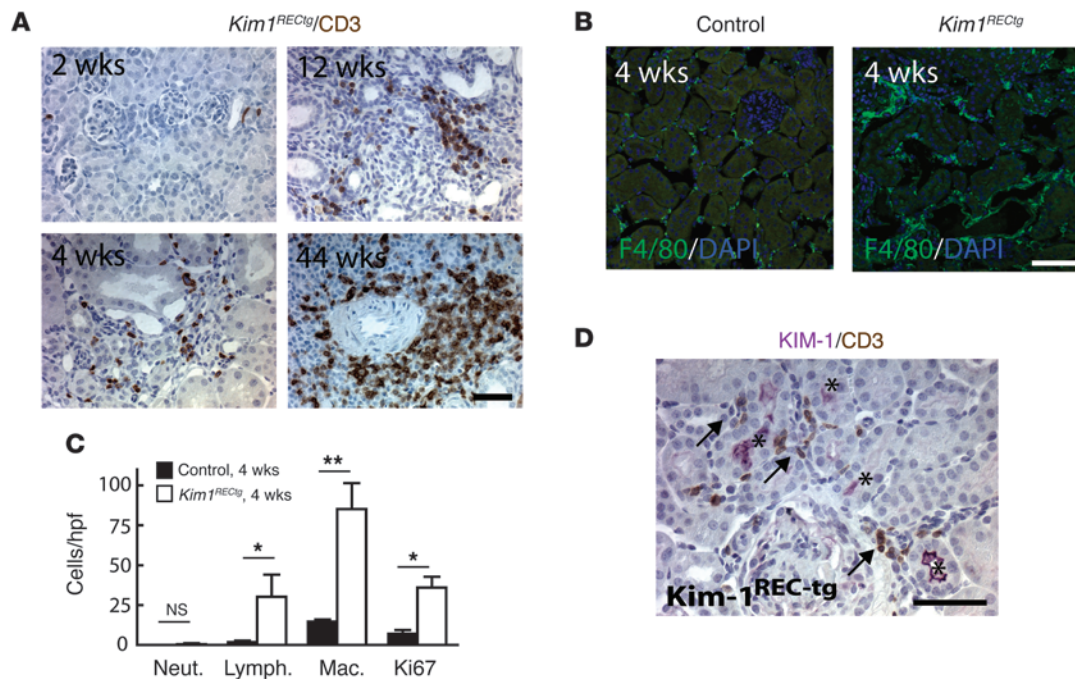 A
Kim1RECtg/CD3
2 wks
12 wks
4 wks
44 wks
B
Control
Kim1RECtg
4 wks
4 wks
F4/80/DAPI
F4/80/DAPI
C
Control, 4 wks
Kim1RECtg, 4 wks
Cells/hpf
100
75
50
25
0
NS
*
**
*
Neut.
Lymph.
Mac.
Ki67
D
KIM-1/CD3
*
*
*
*
Kim-1REC-tg